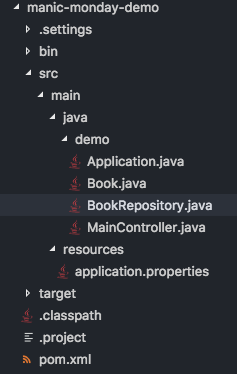 manic-monday-demo
.settings
bin
src
main
java
demo
Application.java
Book.java
BookRepository.java
MainController.java
resources
application.properties
target
.classpath
.project
pom.xml